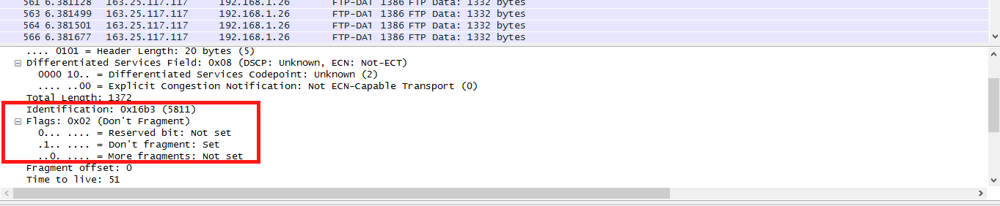 561 6.381128 163.25.117.117 192.168.1.26 FTP-DAT 1386 FTP Data: 1332 bytes
563 6.381499 163.25.117.117 192.168.1.26 FTP-DAT 1386 FTP Data: 1332 bytes
564 6.381501 163.25.117.117 192.168.1.26 FTP-DAT 1386 FTP Data: 1332 bytes
566 6.381677 163.25.117.117 192.168.1.26 FTP-DAT 1386 FTP Data: 1332 bytes
.... 0101 = Header Length: 20 bytes (5)
Differentiated Services Field: 0x08 (DSCP: Unknown, ECN: Not-ECT)
0000 10.. = Differentiated Services Codepoint: Unknown (2)
.... ..00 = Explicit Congestion Notification: Not ECN-Capable Transport (0)
Total Length: 1372
Identification: 0x16b3 (5811)
Flags: 0x02 (Don't Fragment)
0... .... = Reserved bit: Not set
.1.. .... = Don't fragment: Set
..0. .... = More fragments: Not set
Fragment offset: 0
Time to live: 51